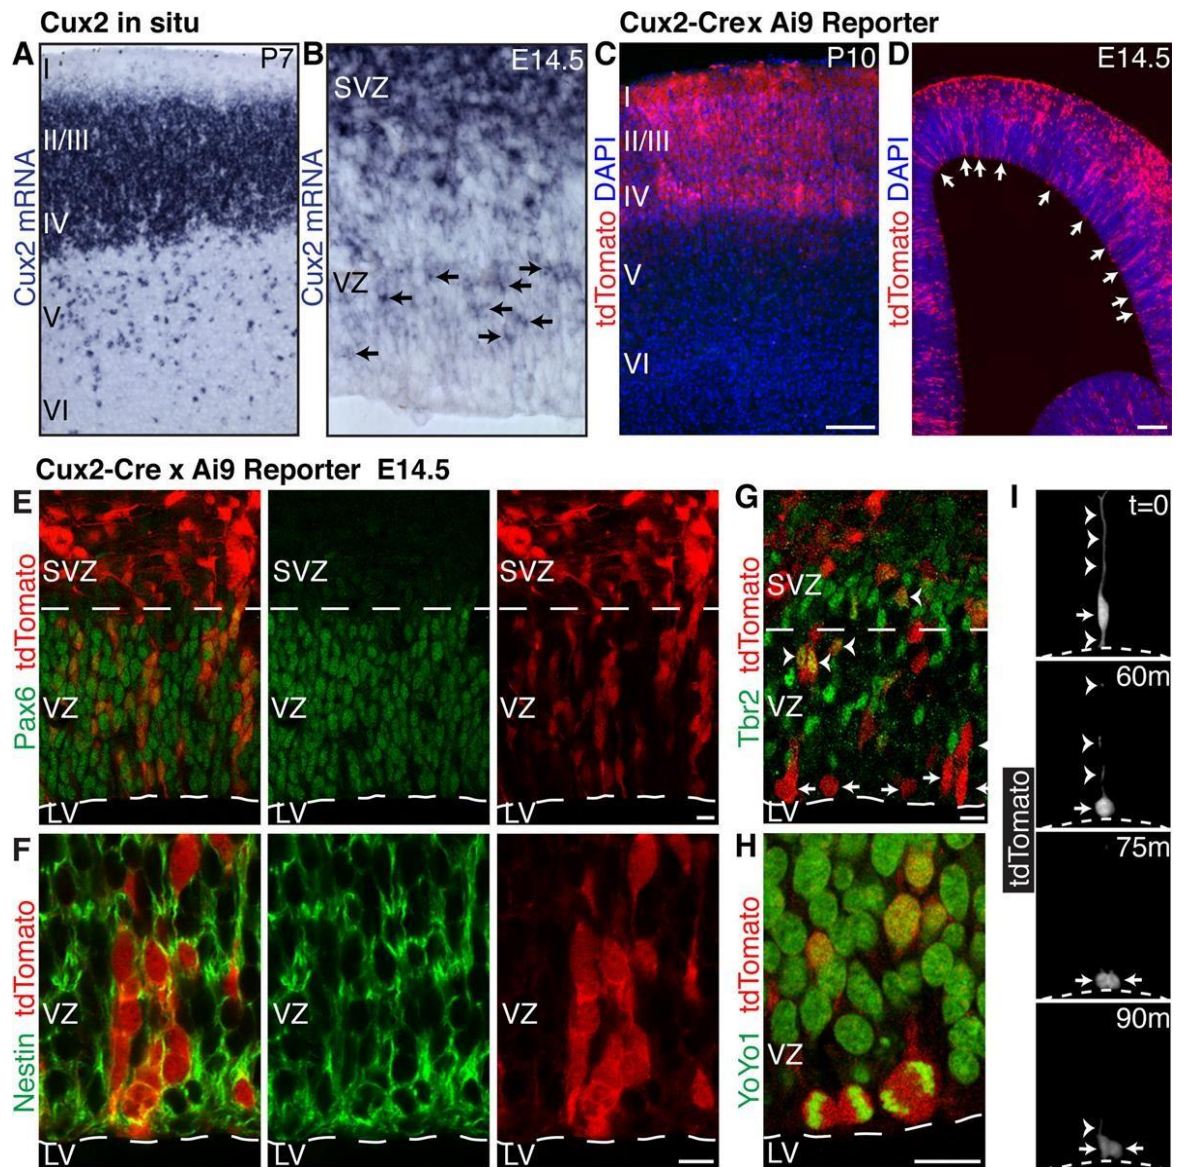 Cux2 in situ
Cux2-Crex Ai9 Reporter
A
P7
I
II/III
IV
V
VI
Cux2 mRNA
B
E14.5
SVZ
VZ
Cux2 mRNA
C
P10
I
II/III
IV
V
VI
tdTomato DAPI
D
E14.5
tdTomato DAPI
Cux2-Cre x Ai9 Reporter E14.5
E
Pax6 tdTomato
SVZ
VZ
LV
SVZ
VZ
SVZ
VZ
LV
F
Nestin tdTomato
VZ
LV
VZ
VZ
LV
G
Tbr2 tdTomato
SVZ
VZ
LV
H
YoYo1 tdTomato
VZ
LV
I
tdTomato
t=0
60m
75m
90m